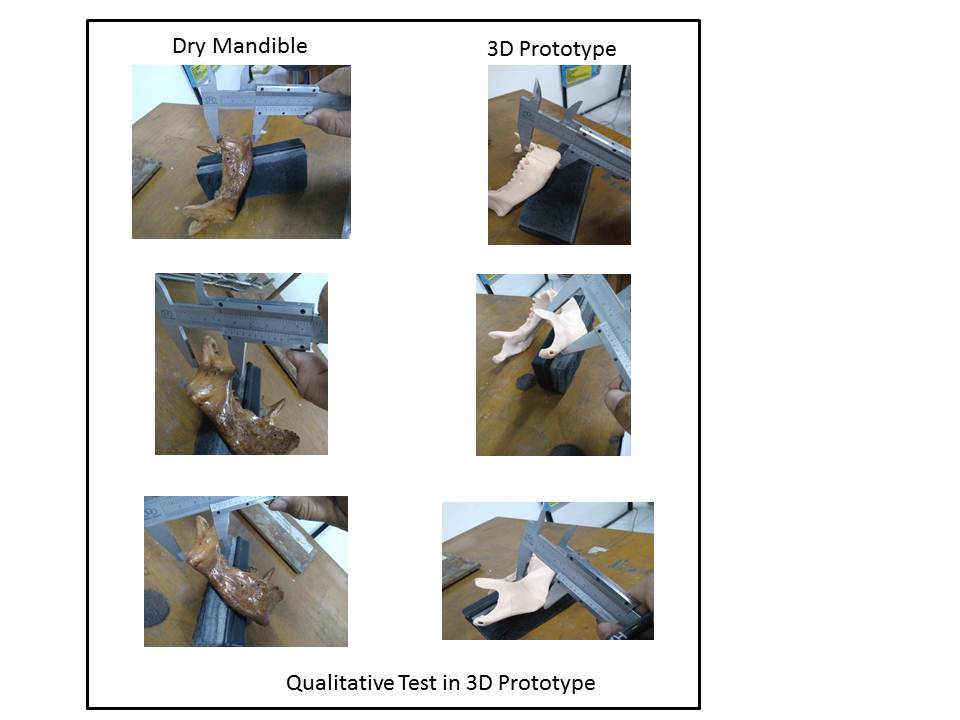 Dry Mandible
3D Prototype
Qualitative Test in 3D Prototype